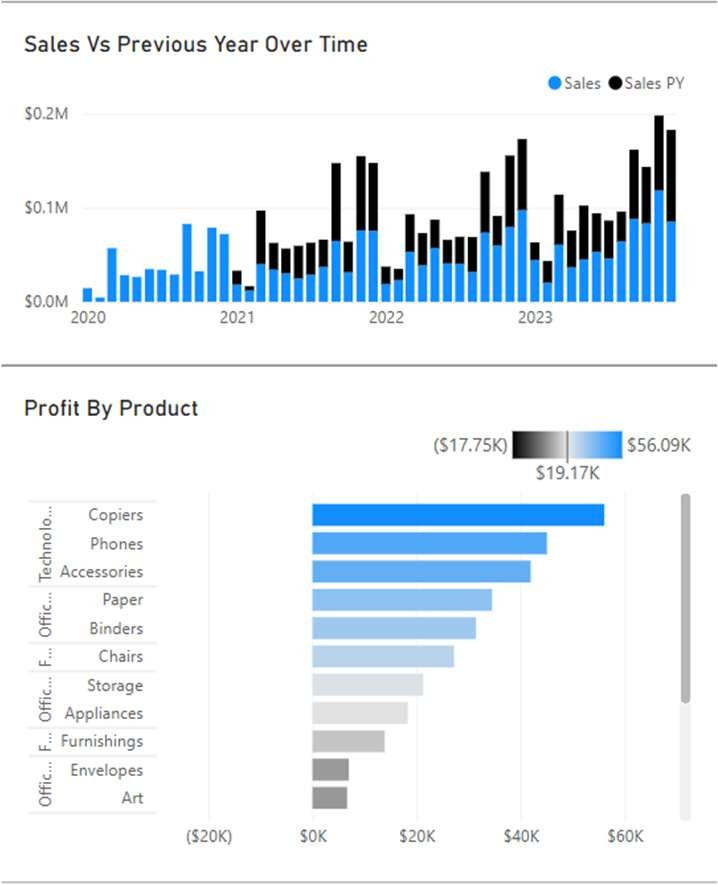 Sales Vs Previous Year Over Time
Sales Sales PY
$0.2M
$0.1M
$0.0M
2020 2021 2022 2023
Profit By Product
($17.75K) $56.09K
$19.17K
Technolo...
Copiers
Phones
Accessories
Offic...
Paper
Binders
F...
Chairs
Offic...
Storage
Appliances
F...
Furnishings
Offic...
Envelopes
Art
($20K) $0K $20K $40K $60K